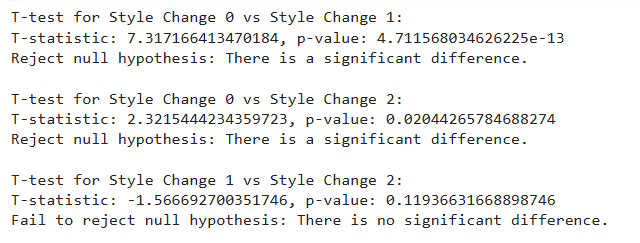 T-test for Style Change 0 vs Style Change 1:
T-statistic: 7.317166413470184, p-value: 4.711568034626225e-13
Reject null hypothesis: There is a significant difference.
T-test for Style Change 0 vs Style Change 2:
T-statistic: 2.3215444234359723, p-value: 0.02044265784688274
Reject null hypothesis: There is a significant difference.
T-test for Style Change 1 vs Style Change 2:
T-statistic: -1.566692700351746, p-value: 0.11936631668898746
Fail to reject null hypothesis: There is no significant difference.